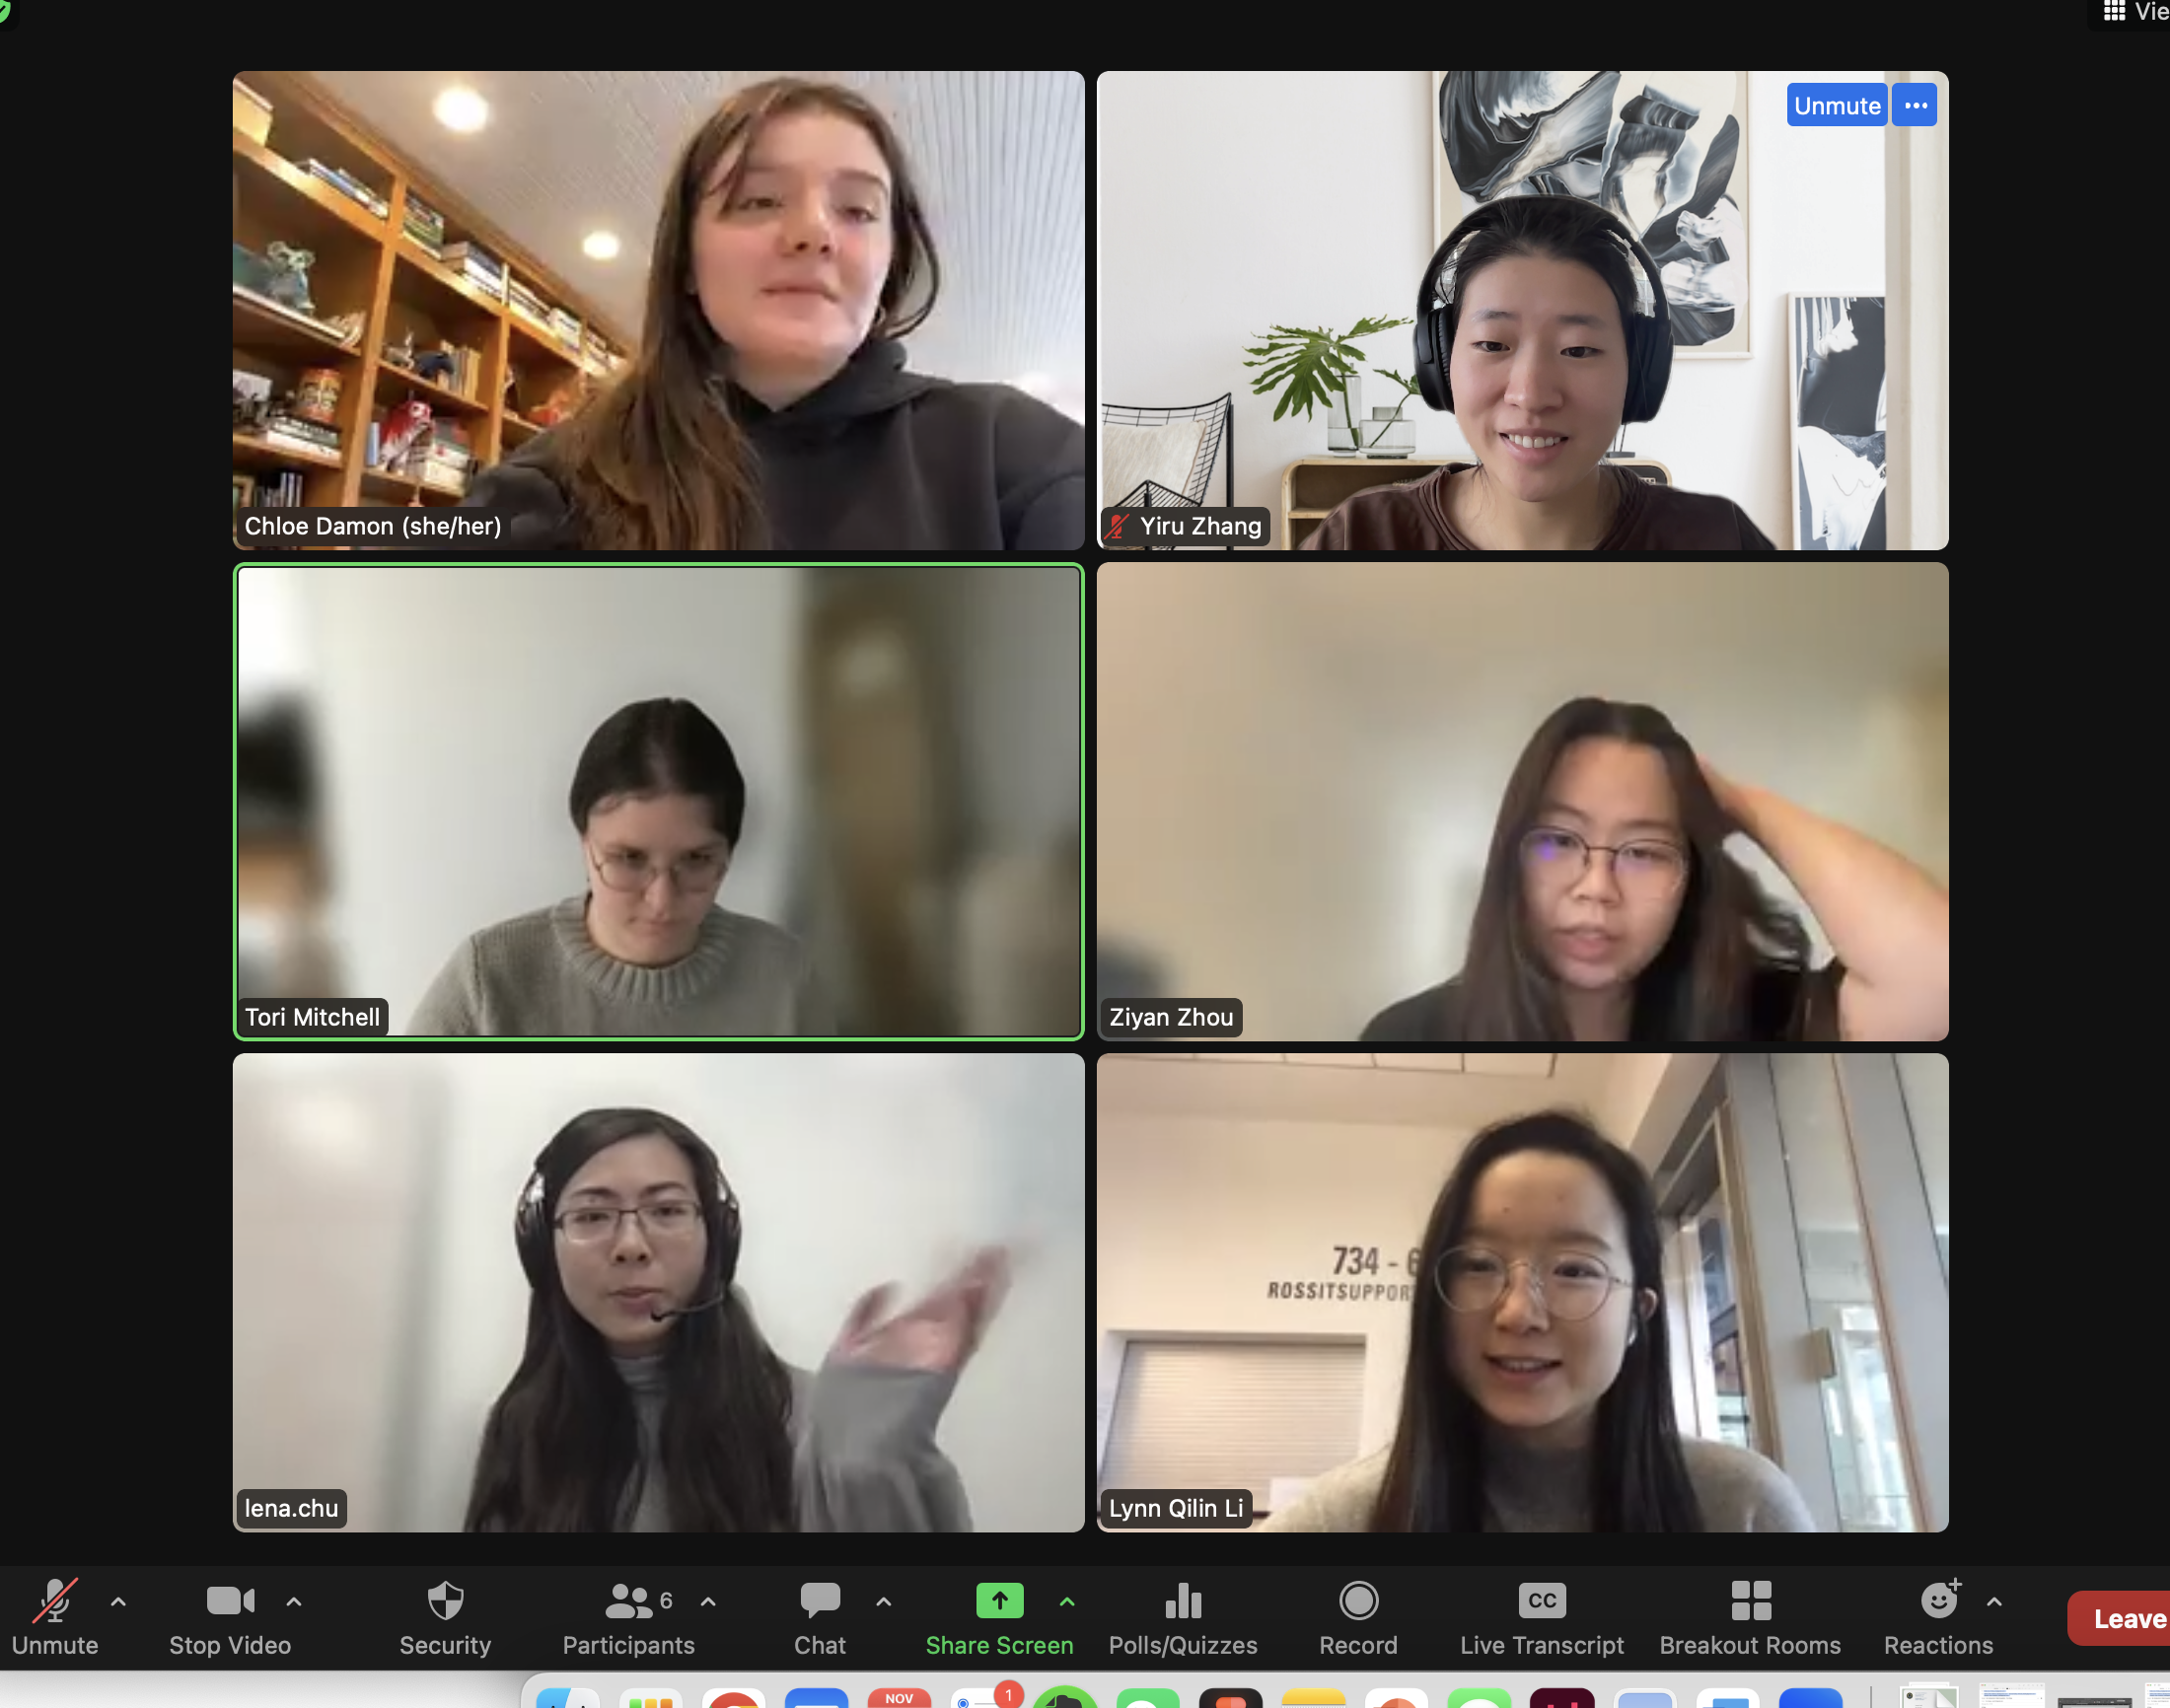 Vie
Unmute ...
Chloe Damon (she/her)
Yiru Zhang
Tori Mitchell
Ziyan Zhou
734 - 6
ROSSITSUPPOR
lena.chu
Lynn Qilin Li
6
CC
Unmute
Stop Video
Security
Participants
Chat
Share Screen
Polls/Quizzes
Record
Live Transcript
Breakout Rooms
Reactions
Leave
NOV
1